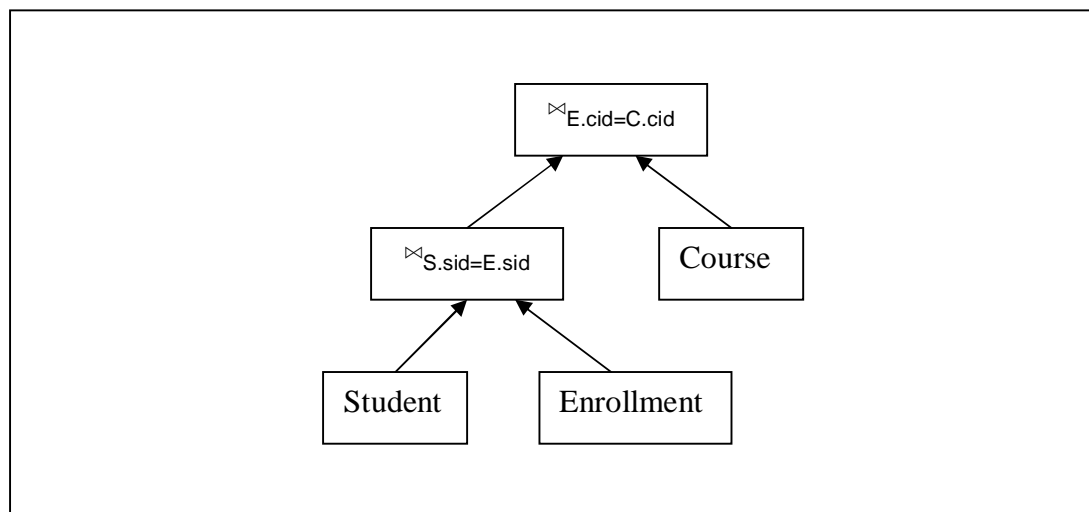 ⋈E.cid=C.cid
⋈S.sid=E.sid
Course
Student
Enrollment